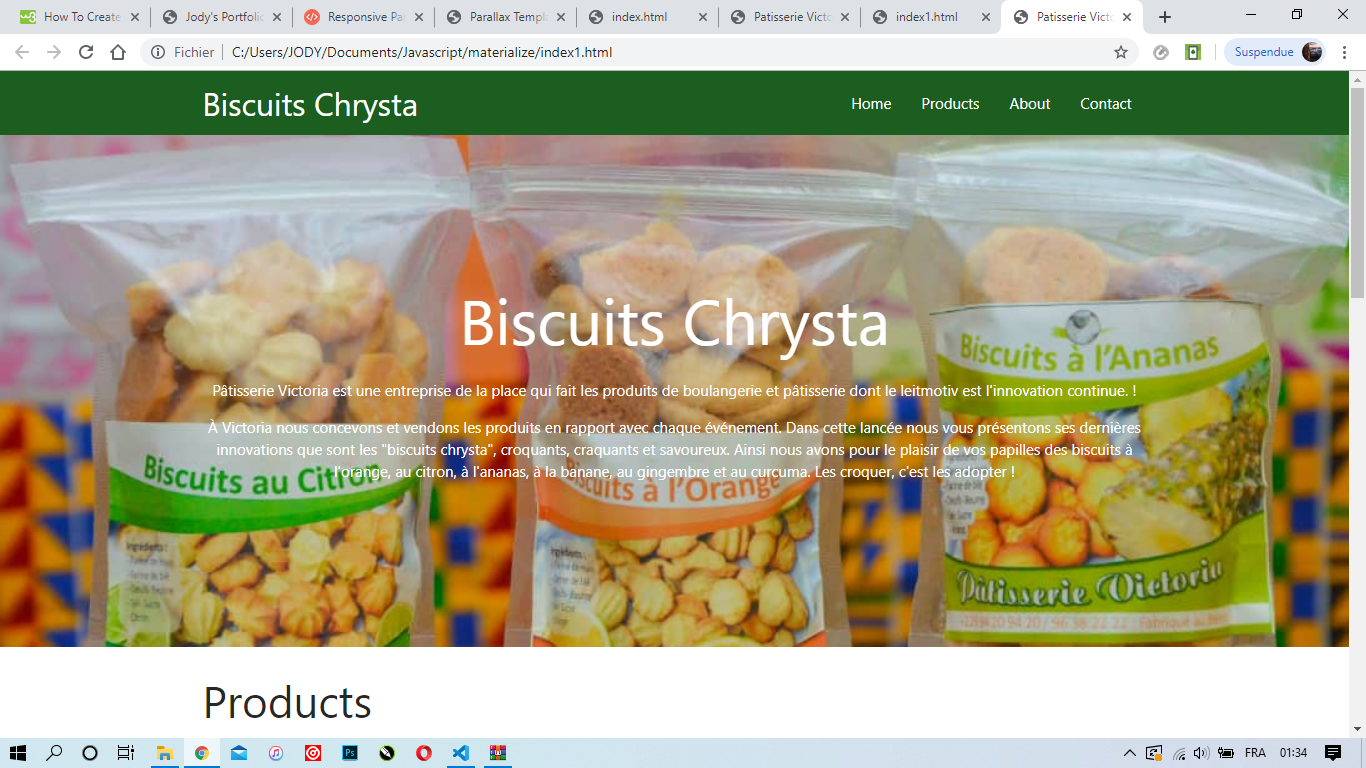 How To Create
Jody's Portfolio
Responsive Par
Parallax Templ
index.html
Patisserie Victo
index1.html
Patisserie Victo
Fichier
C:/Users/JODY/Documents/Javascript/materialize/index1.html
Suspendue
Biscuits Chrysta
Home
Products
About
Contact
Biscuits Chrysta
Biscuits à l'Ananas
Pâtisserie Victoria est une entreprise de la place qui fait les produits de boulangerie et pâtisserie dont le leitmotiv est l'innovation continue. !
À Victoria nous concevons et vendons les produits en rapport avec chaque événement. Dans cette lancée nous vous présentons ses dernières
innovations que sont les "biscuits chrysta", croquants, craquants et savoureux. Ainsi nous avons pour le plaisir de vos papilles des biscuits à
l'orange, au citron, à l'ananas, à la banane, au gingembre et au curcuma. Les croquer, c'est les adopter !
Biscuits au Citron
Biscuits à l'Orange
Ingrédients :
Citron
Ingrédients :
Orange
Pâtisserie Victoria
Products
FRA
01:34